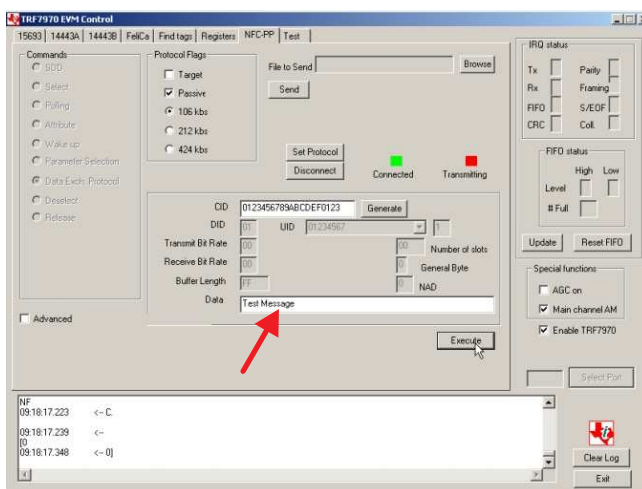 TRF7970 EVM Control
15693 14443A 14443B FeliCa Find tags Registers NFC-PP Test
Commands
SDD
Select
Polling
Attribute
Wake up
Parameter Selection
Data Exch. Protocol
Deselect
Release
Advanced
Protocol Flags
Target
Passive
106 kbs
212 kbs
424 kbs
File to Send
Browse
Send
Set Protocol
Disconnect
Connected
Transmitting
CID 0123456789ABCDEF0123 Generate
DID 01 UID 01234567 1
Transmit Bit Rate 00 00 Number of slots
Receive Bit Rate 00 0 General Byte
Buffer Length FF 0 NAD
Data Test Message
Execute
IRQ status
Tx Parity
Rx Framing
FIFO S/EOF
CRC Coll.
FIFO status
High Low
Level
# Full
Update Reset FIFO
Special functions
AGC on
Main channel AM
Enable TRF7970
Select Port
NF
09:18:17.223 <-- C.
09:18:17.239 <--
[0
09:18:17.348 <-- 0]
Clear Log
Exit